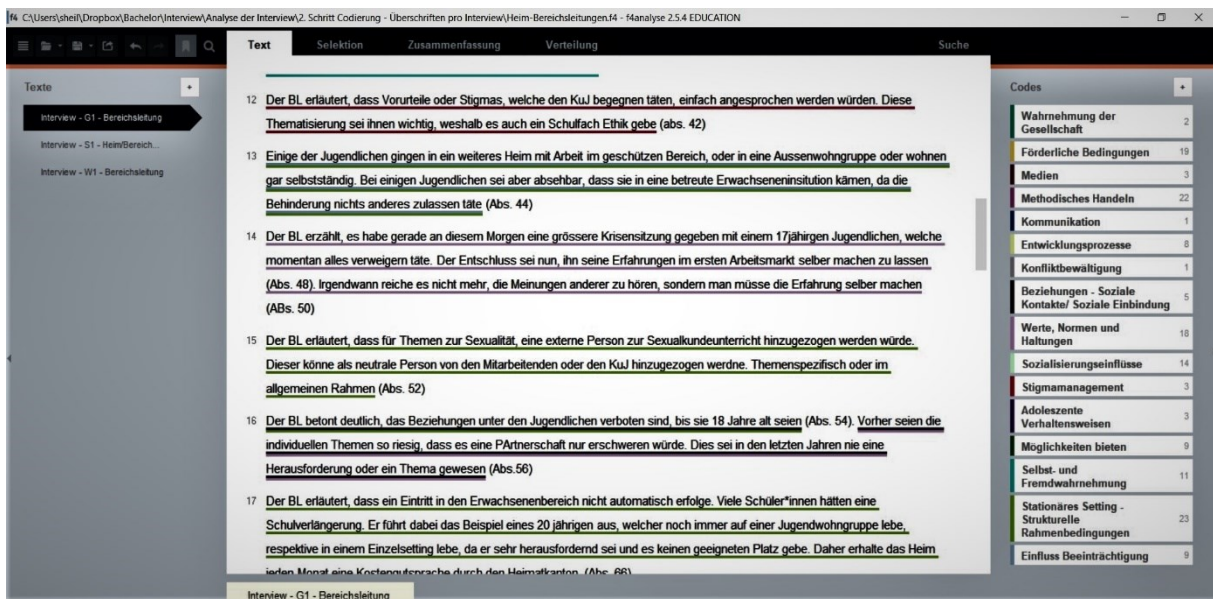 f4 C:\Users\sheil\Dropbox\Bachelor\Interview\Analyse der Interview\2. Schritt Codierung - Überschriften pro Interview\Heim-Bereichsleitungen.f4 - f4analyse 2.5.4 EDUCATION
Text Selektion Zusammenfassung Verteilung Suche
Texte
Interview - G1 - Bereichsleitung
Interview - S1 - Heim/Bereich...
Interview - W1 - Bereichsleitung
12 Der BL erläutert, dass Vorurteile oder Stigmas, welche den KuJ begegnen täten, einfach angesprochen werden würden. Diese
Thematisierung sei ihnen wichtig, weshalb es auch ein Schulfach Ethik gebe (abs. 42)
13 Einige der Jugendlichen gingen in ein weiteres Heim mit Arbeit im geschützen Bereich, oder in eine Aussenwohngruppe oder wohnen
gar selbstständig. Bei einigen Jugendlichen sei aber absehbar, dass sie in eine betreute Erwachseneninsitution kämen, da die
Behinderung nichts anderes zulassen täte (Abs. 44)
14 Der BL erzählt, es habe gerade an diesem Morgen eine grössere Krisensitzung gegeben mit einem 17jähirgen Jugendlichen, welche
momentan alles verweigern täte. Der Entschluss sei nun, ihn seine Erfahrungen im ersten Arbeitsmarkt selber machen zu lassen
(Abs. 48). Irgendwann reiche es nicht mehr, die Meinungen anderer zu hören, sondern man müsse die Erfahrung selber machen
(ABs. 50)
15 Der BL erläutert, dass für Themen zur Sexualität, eine externe Person zur Sexualkundeunterricht hinzugezogen werden würde.
Dieser könne als neutrale Person von den Mitarbeitenden oder den KuJ hinzugezogen werdne. Themenspezifisch oder im
allgemeinen Rahmen (Abs. 52)
16 Der BL betont deutlich, das Beziehungen unter den Jugendlichen verboten sind, bis sie 18 Jahre alt seien (Abs. 54). Vorher seien die
individuellen Themen so riesig, dass es eine PArtnerschaft nur erschweren würde. Dies sei in den letzten Jahren nie eine
Herausforderung oder ein Thema gewesen (Abs.56)
17 Der BL erläutert, dass ein Eintritt in den Erwachsenenbereich nicht automatisch erfolge. Viele Schüler*innen hätten eine
Schulverlängerung. Er führt dabei das Beispiel eines 20 jährigen aus, welcher noch immer auf einer Jugendwohngruppe lebe,
respektive in einem Einzelsetting lebe, da er sehr herausfordernd sei und es keinen geeigneten Platz gebe. Daher erhalte das Heim
jeden Monat eine Kostengutsprache durch den Heimatkanton. (Abs. 66)
Interview - G1 - Bereichsleitung
Codes
Wahrnehmung der
Gesellschaft 2
Förderliche Bedingungen 19
Medien 3
Methodisches Handeln 22
Kommunikation 1
Entwicklungsprozesse 8
Konfliktbewältigung 1
Beziehungen - Soziale
Kontakte/ Soziale Einbindung 5
Werte, Normen und
Haltungen 18
Sozialisierungseinflüsse 14
Stigmamanagement 3
Adoleszente
Verhaltensweisen 3
Möglichkeiten bieten 9
Selbst- und
Fremdwahrnehmung 11
Stationäres Setting -
Strukturelle
Rahmenbedingungen 23
Einfluss Beeinträchtigung 9